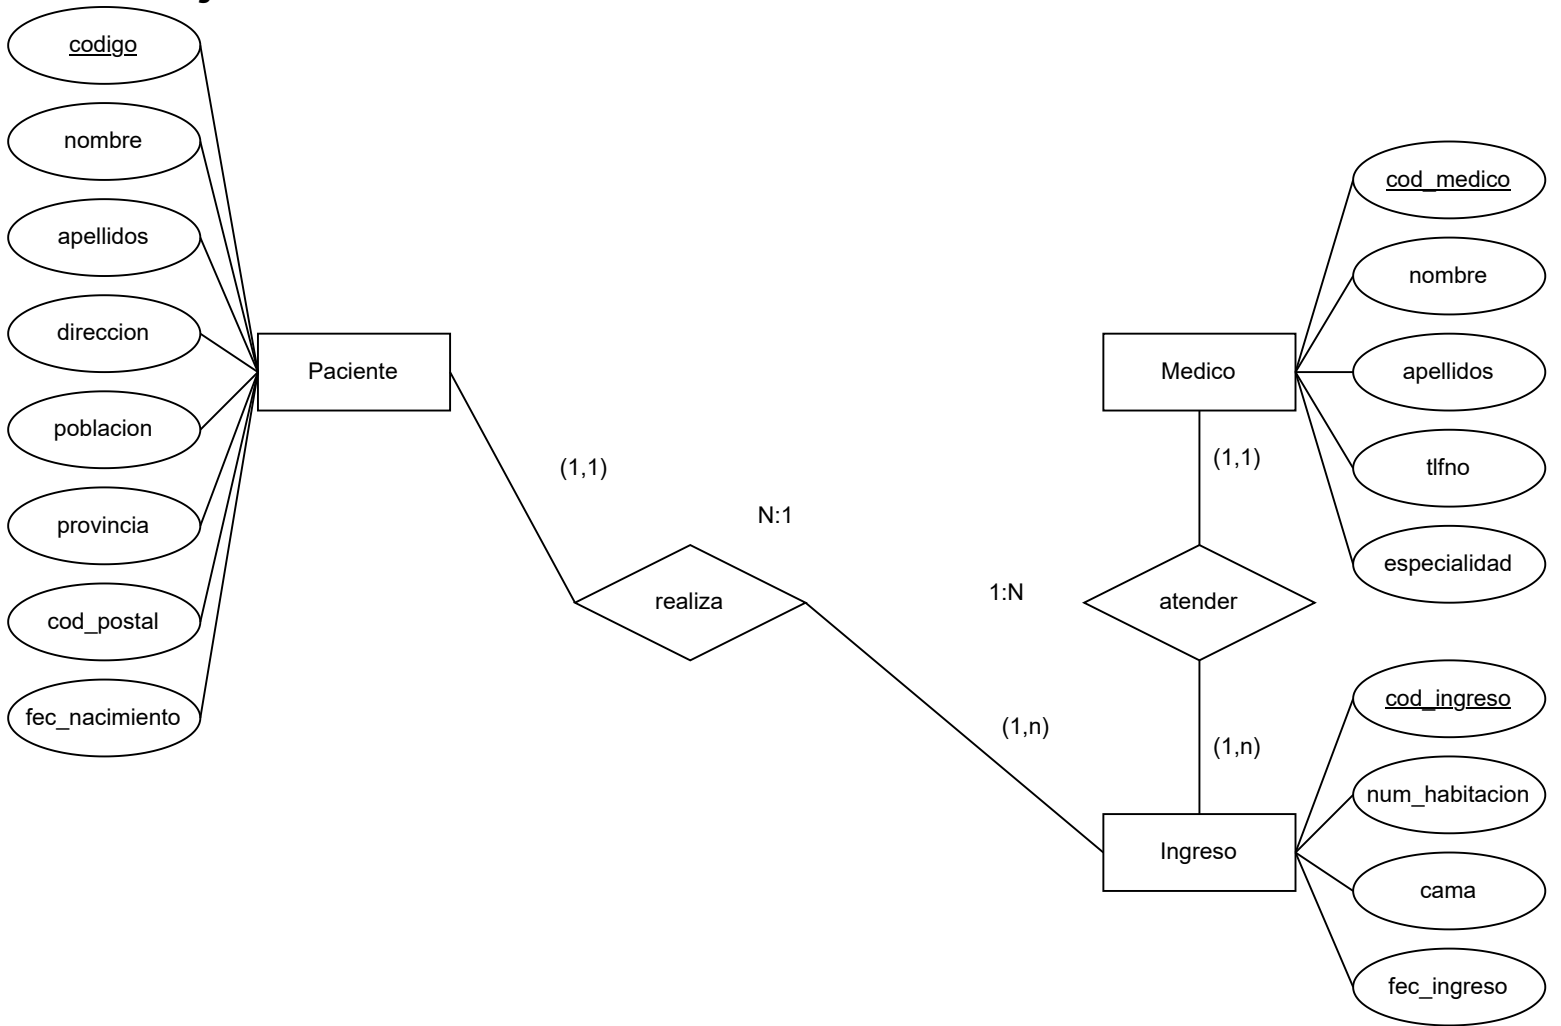 codigo
nombre
apellidos
direccion
poblacion
provincia
cod_postal
fec_nacimiento
Paciente
(1,1)
N:1
realiza
(1,n)
Medico
(1,1)
1:N
atender
(1,n)
Ingreso
cod_medico
nombre
apellidos
tlfno
especialidad
cod_ingreso
num_habitacion
cama
fec_ingreso